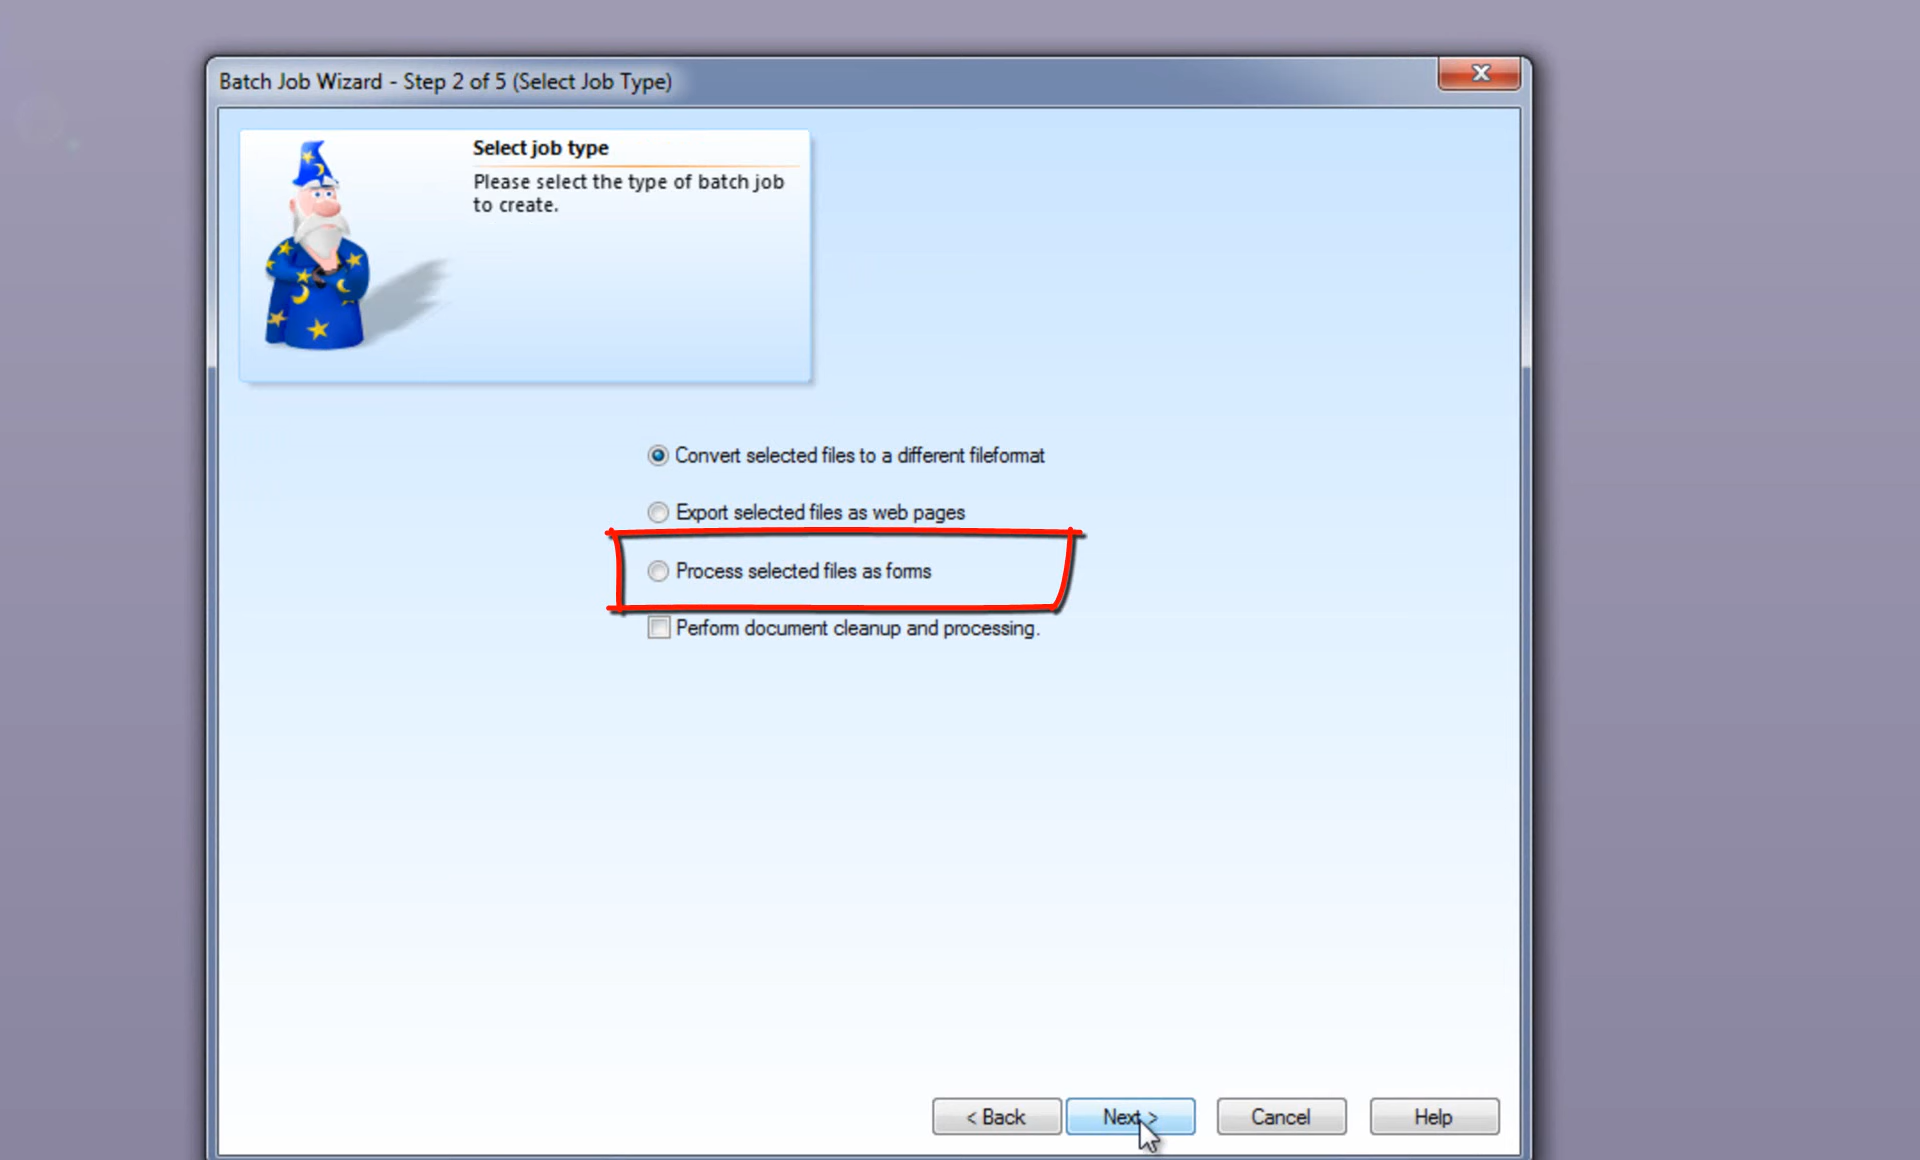 Batch Job Wizard - Step 2 of 5 (Select Job Type)
Select job type
Please select the type of batch job
to create.
Convert selected files to a different fileformat
Export selected files as web pages
Process selected files as forms
Perform document cleanup and processing.
< Back
Next >
Cancel
Help